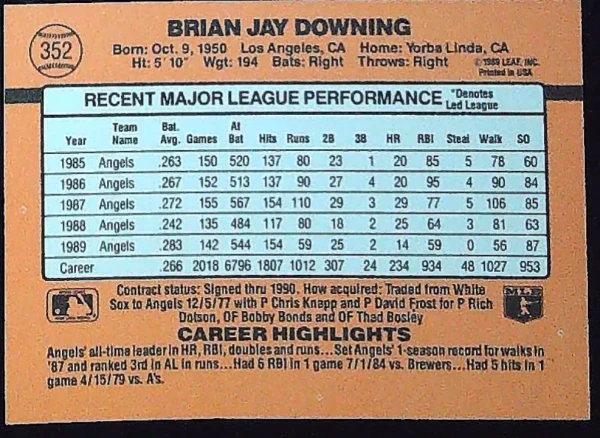 352
BRIAN JAY DOWNING
Born: Oct. 9, 1950 Los Angeles, CA Home: Yorba Linda, CA
Ht: 5' 10" Wgt: 194 Bats: Right Throws: Right
© 1989 LEAF, INC.
Printed in USA
RECENT MAJOR LEAGUE PERFORMANCE *Denotes Led League
Year Team Name Bat. Avg. Games At Bat Hits Runs 2B 3B HR RBI Steal Walk SO
1985 Angels .263 150 520 137 80 23 1 20 85 5 78 60
1986 Angels .267 152 513 137 90 27 4 20 95 4 90 84
1987 Angels .272 155 567 154 110 29 3 29 77 5 106 85
1988 Angels .242 135 484 117 80 18 2 25 64 3 81 63
1989 Angels .283 142 544 154 59 25 2 14 59 0 56 87
Career .266 2018 6796 1807 1012 307 24 234 934 48 1027 953
Contract status: Signed thru 1990. How acquired: Traded from White
Sox to Angels 12/5/77 with P Chris Knapp and P David Frost for P Rich
Dotson, OF Bobby Bonds and OF Thad Bosley
MLB
CAREER HIGHLIGHTS
Angels' all-time leader in HR, RBI, doubles and runs...Set Angels' 1-season record for walks in
'87 and ranked 3rd in AL in runs...Had 6 RBI in 1 game 7/1/84 vs. Brewers...Had 5 hits in 1
game 4/15/79 vs. A's.